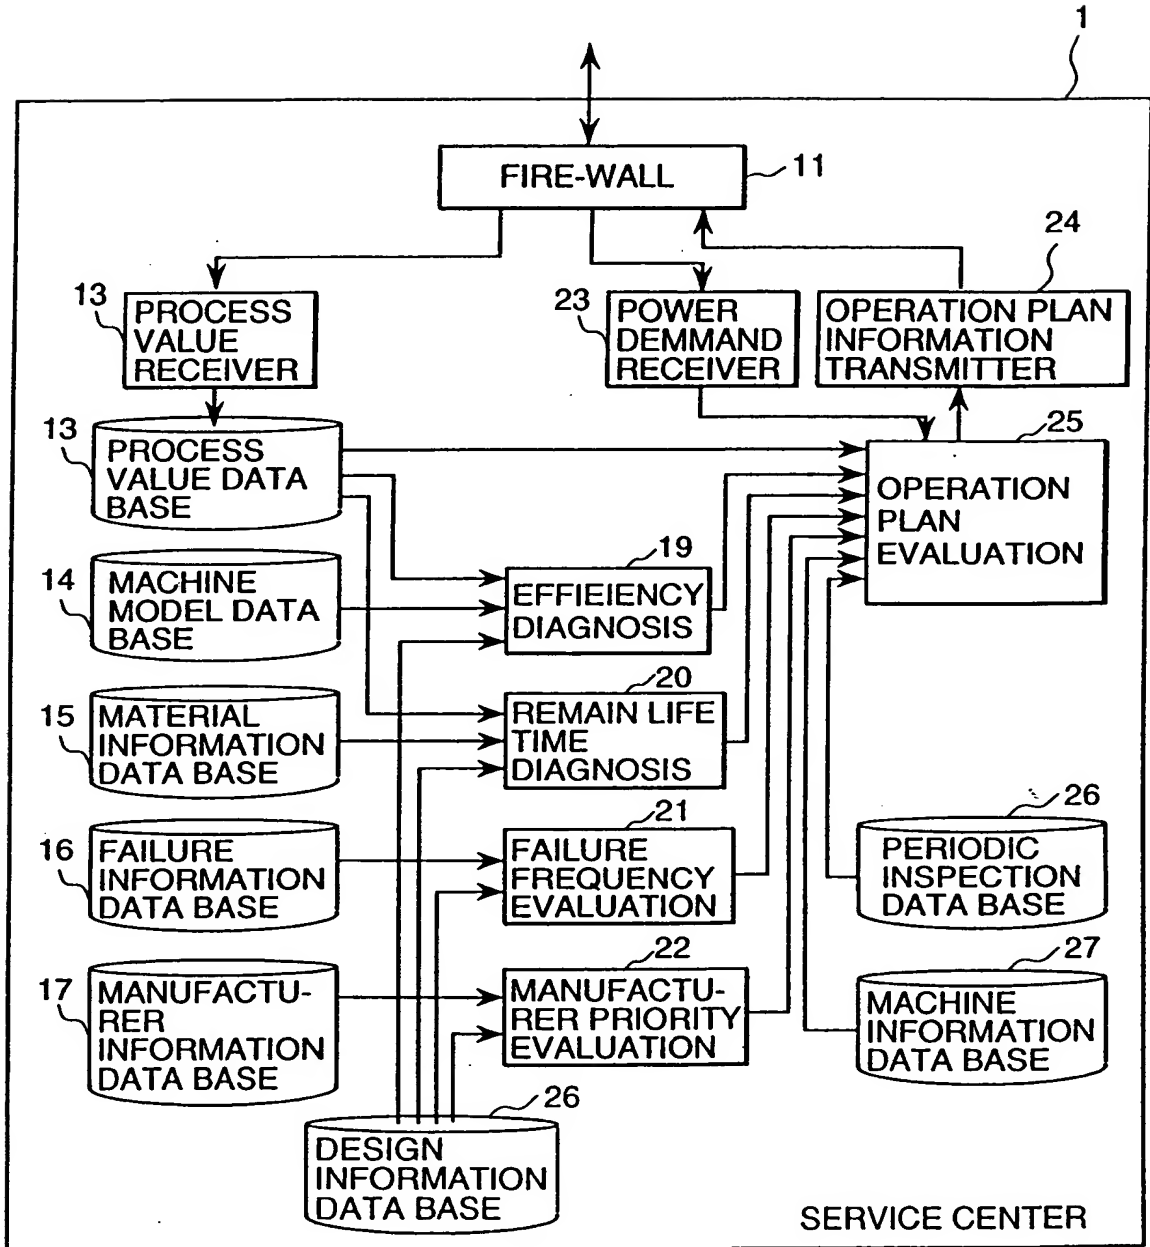 1
FIRE-WALL
11
24
13
PROCESS
VALUE
RECEIVER
23
POWER
DEMMAND
RECEIVER
OPERATION PLAN
INFORMATION
TRANSMITTER
13
PROCESS
VALUE DATA
BASE
25
OPERATION
PLAN
EVALUATION
14
MACHINE
MODEL DATA
BASE
19
EFFIEIENCY
DIAGNOSIS
15
MATERIAL
INFORMATION
DATA BASE
20
REMAIN LIFE
TIME
DIAGNOSIS
16
FAILURE
INFORMATION
DATA BASE
21
FAILURE
FREQUENCY
EVALUATION
26
PERIODIC
INSPECTION
DATA BASE
17
MANUFACTU-
RER
INFORMATION
DATA BASE
22
MANUFACTU-
RER PRIORITY
EVALUATION
27
MACHINE
INFORMATION
DATA BASE
26
DESIGN
INFORMATION
DATA BASE
SERVICE CENTER